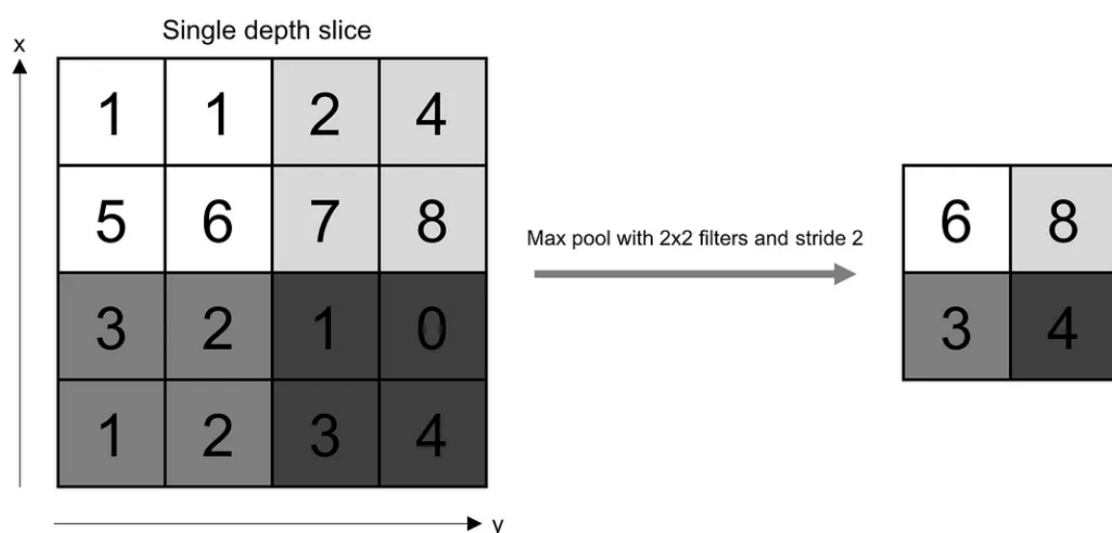 Single depth slice
x
1 1 2 4
5 6 7 8
Max pool with 2x2 filters and stride 2
6 8
3 2 1 0
3 4
1 2 3 4
y